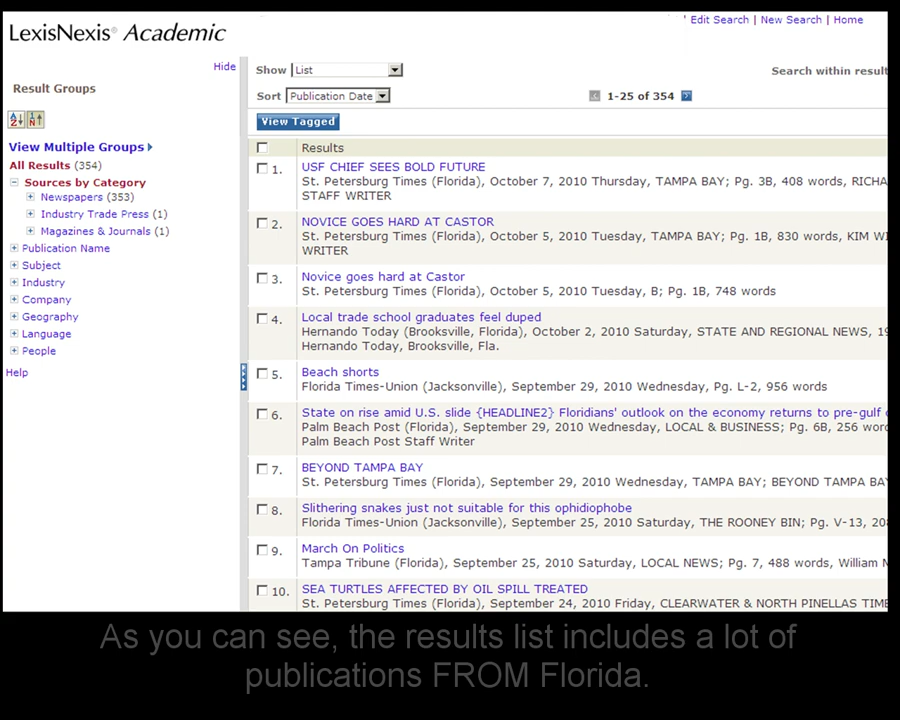 Edit Search | New Search | Home
LexisNexis® Academic
Hide
Show List
Search within result
Result Groups
Sort Publication Date
1-25 of 354
View Tagged
View Multiple Groups
Results
All Results (354)
Sources by Category
Newspapers (353)
Industry Trade Press (1)
Magazines & Journals (1)
Publication Name
Subject
Industry
Company
Geography
Language
People
Help
1. USF CHIEF SEES BOLD FUTURE
St. Petersburg Times (Florida), October 7, 2010 Thursday, TAMPA BAY; Pg. 3B, 408 words, RICHA
STAFF WRITER
2. NOVICE GOES HARD AT CASTOR
St. Petersburg Times (Florida), October 5, 2010 Tuesday, TAMPA BAY; Pg. 1B, 830 words, KIM WI
WRITER
3. Novice goes hard at Castor
St. Petersburg Times (Florida), October 5, 2010 Tuesday, B; Pg. 1B, 748 words
4. Local trade school graduates feel duped
Hernando Today (Brooksville, Florida), October 2, 2010 Saturday, STATE AND REGIONAL NEWS, 19
Hernando Today, Brooksville, Fla.
5. Beach shorts
Florida Times-Union (Jacksonville), September 29, 2010 Wednesday, Pg. L-2, 956 words
6. State on rise amid U.S. slide {HEADLINE2} Floridians' outlook on the economy returns to pre-gulf
Palm Beach Post (Florida), September 29, 2010 Wednesday, LOCAL & BUSINESS; Pg. 6B, 256 word
Palm Beach Post Staff Writer
7. BEYOND TAMPA BAY
St. Petersburg Times (Florida), September 29, 2010 Wednesday, TAMPA BAY; BEYOND TAMPA BAY
8. Slithering snakes just not suitable for this ophidiophobe
Florida Times-Union (Jacksonville), September 25, 2010 Saturday, THE ROONEY BIN; Pg. V-13, 208
9. March On Politics
Tampa Tribune (Florida), September 25, 2010 Saturday, LOCAL NEWS; Pg. 7, 488 words, William M
10. SEA TURTLES AFFECTED BY OIL SPILL TREATED
St. Petersburg Times (Florida), September 24, 2010 Friday, CLEARWATER & NORTH PINELLAS TIME
As you can see, the results list includes a lot of
publications FROM Florida.